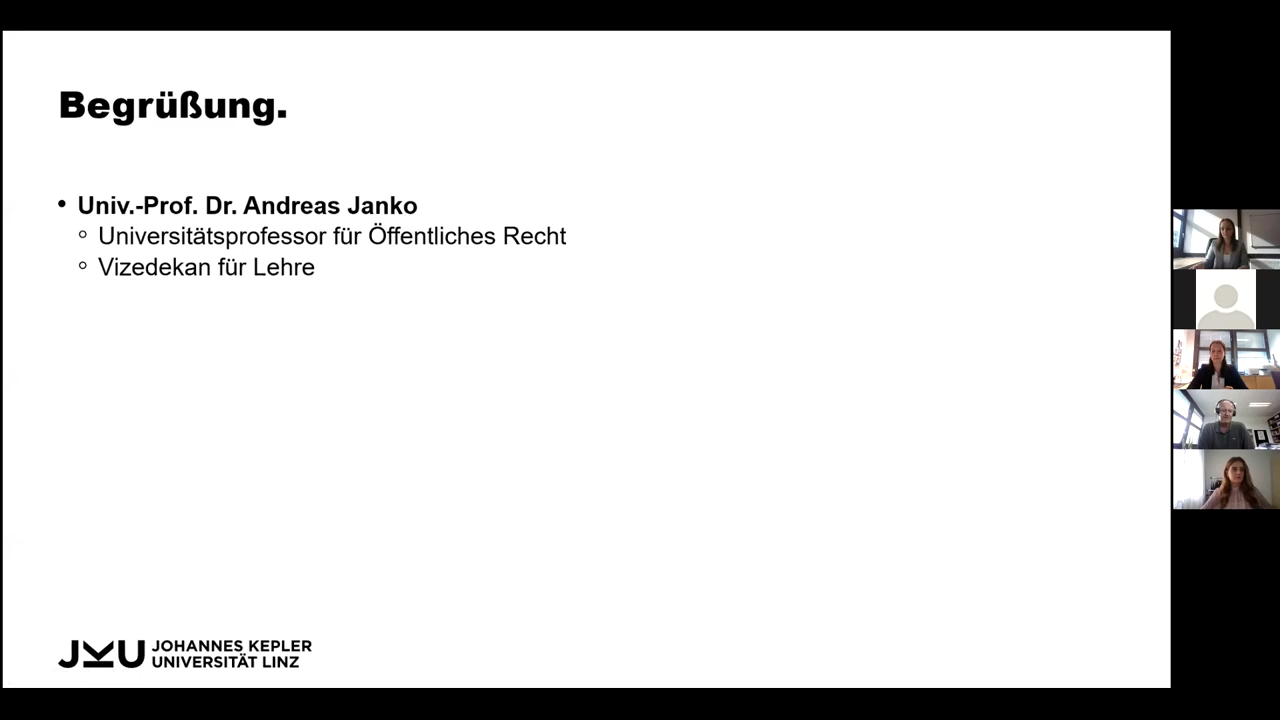 Begrüßung.
• Univ.-Prof. Dr. Andreas Janko
○ Universitätsprofessor für Öffentliches Recht
○ Vizedekan für Lehre
JKU JOHANNES KEPLER
UNIVERSITÄT LINZ